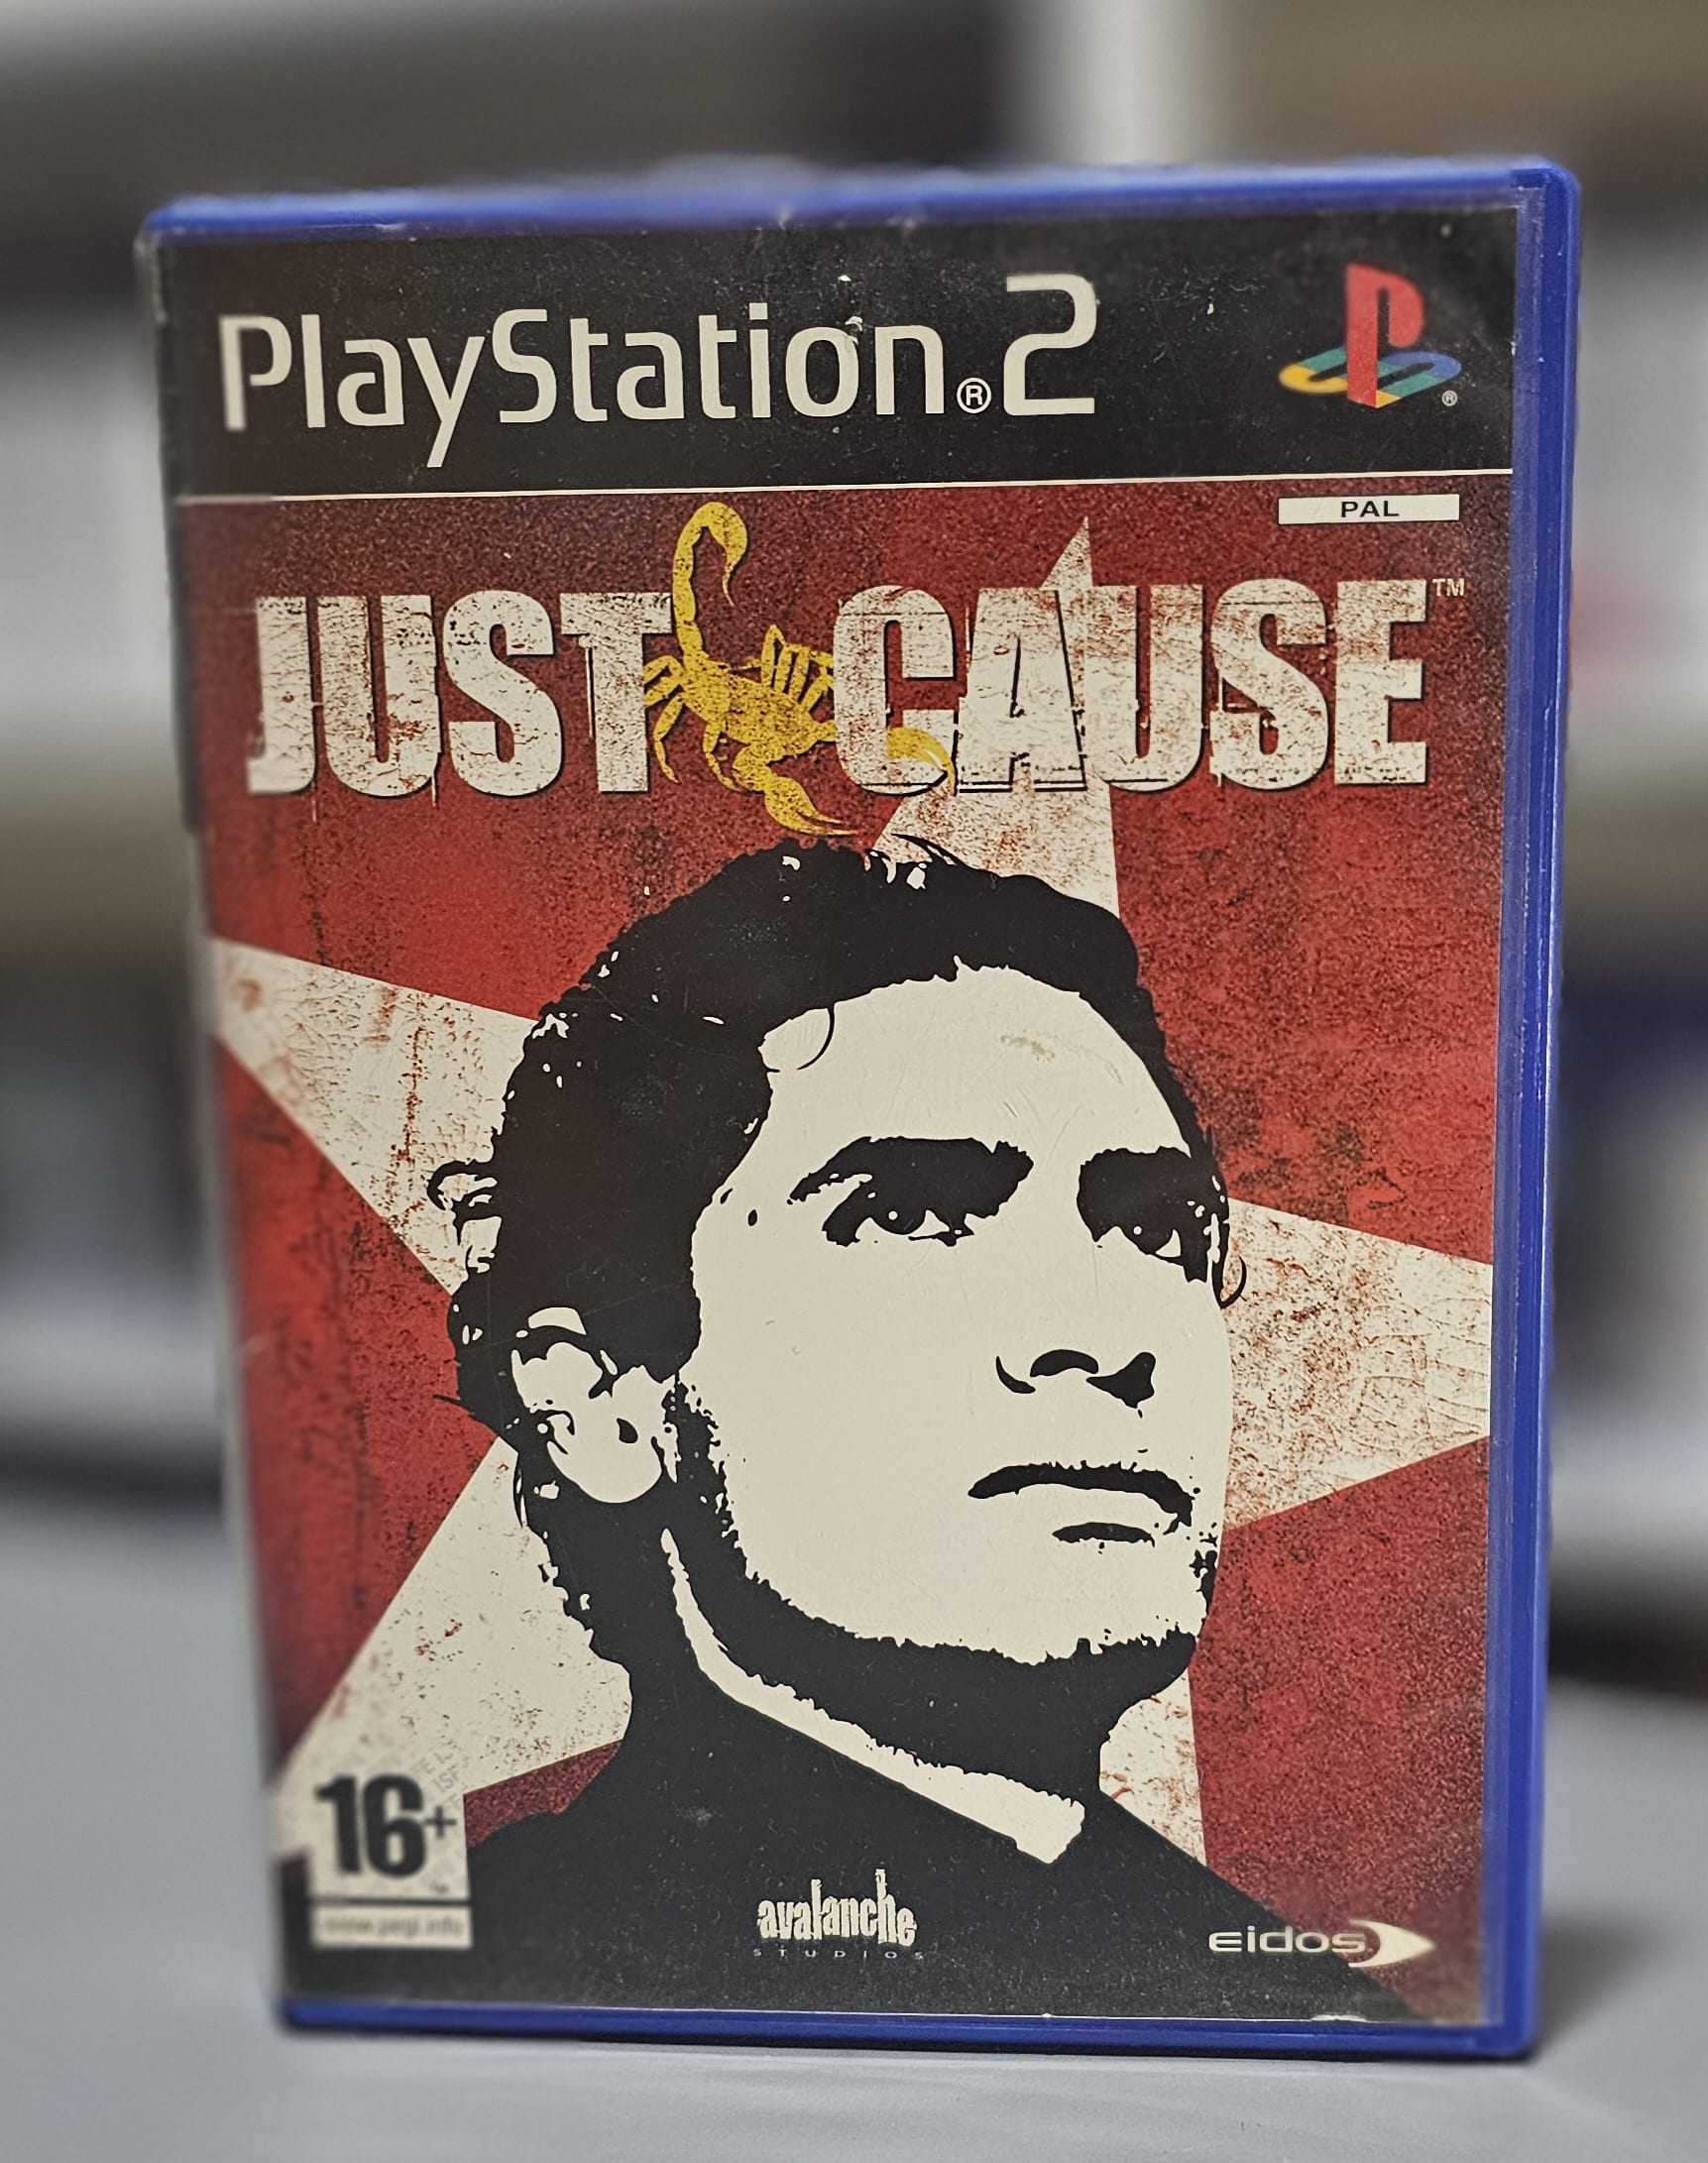 PlayStation®2
PAL
JUST CAUSE™
16+
www.pegi.info
avalanche
STUDIOS
eidos